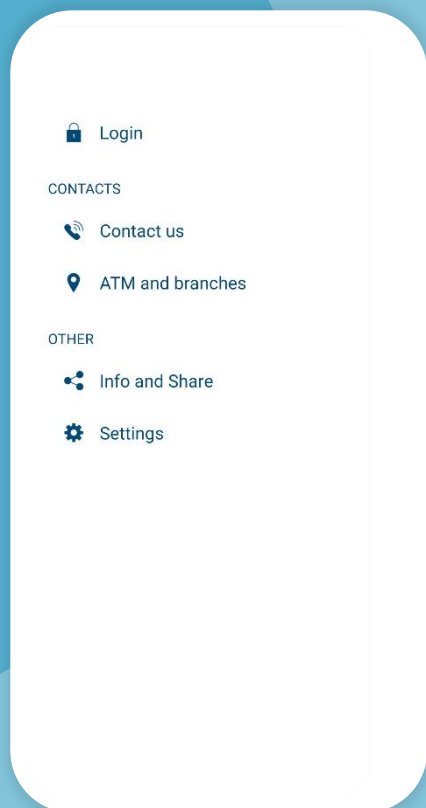 Login
CONTACTS
Contact us
ATM and branches
OTHER
Info and Share
Settings